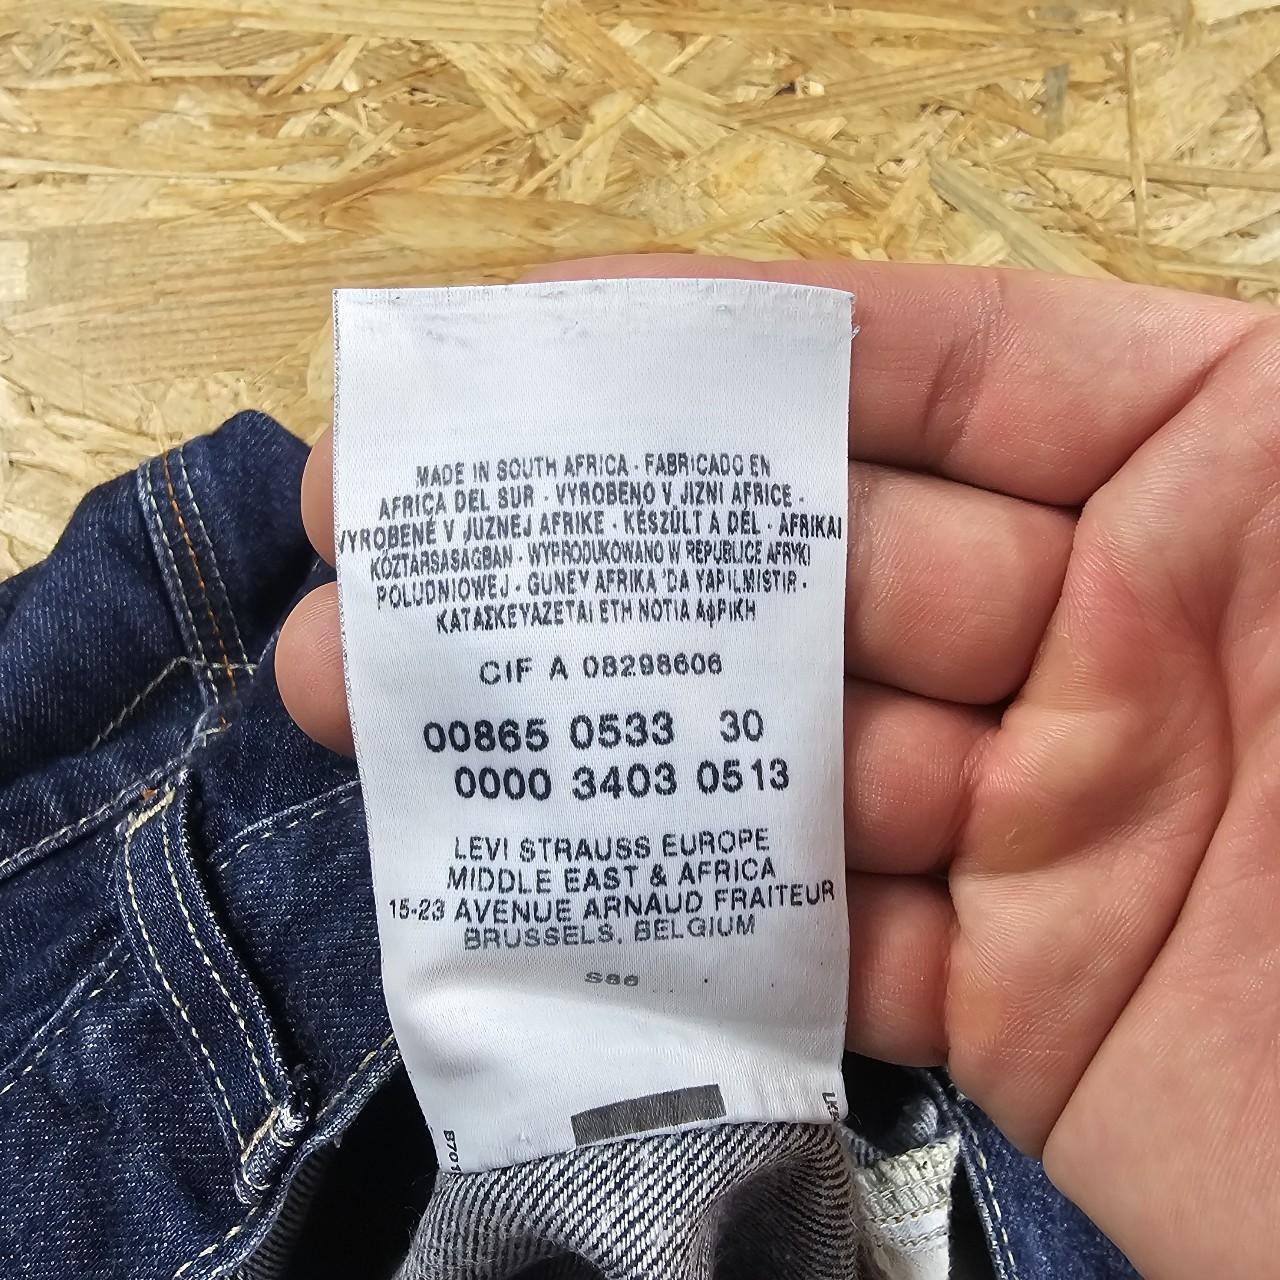 MADE IN SOUTH AFRICA - FABRICADO EN
AFRICA DEL SUR - VYROBENO V JIZNI AFRICE -
VYROBENÉ V JUZNEJ AFRIKE - KÉSZÜLT A DÉL - AFRIKAI
KÖZTARSASAGBAN - WYPRODUKOWANO W REPUBLICE AFRYKI
POLUDNIOWEJ - GUNEY AFRIKA 'DA YAPILMISTIR -
ΚΑΤΑΣΚΕΥΑΖΕΤΑΙ ΕΤΗ ΝΟΤΙΑ ΑφΡΙΚΗ
CIF A 08298606
00865 0533 30
0000 3403 0513
LEVI STRAUSS EUROPE
MIDDLE EAST & AFRICA
15-23 AVENUE ARNAUD FRAITEUR
BRUSSELS, BELGIUM